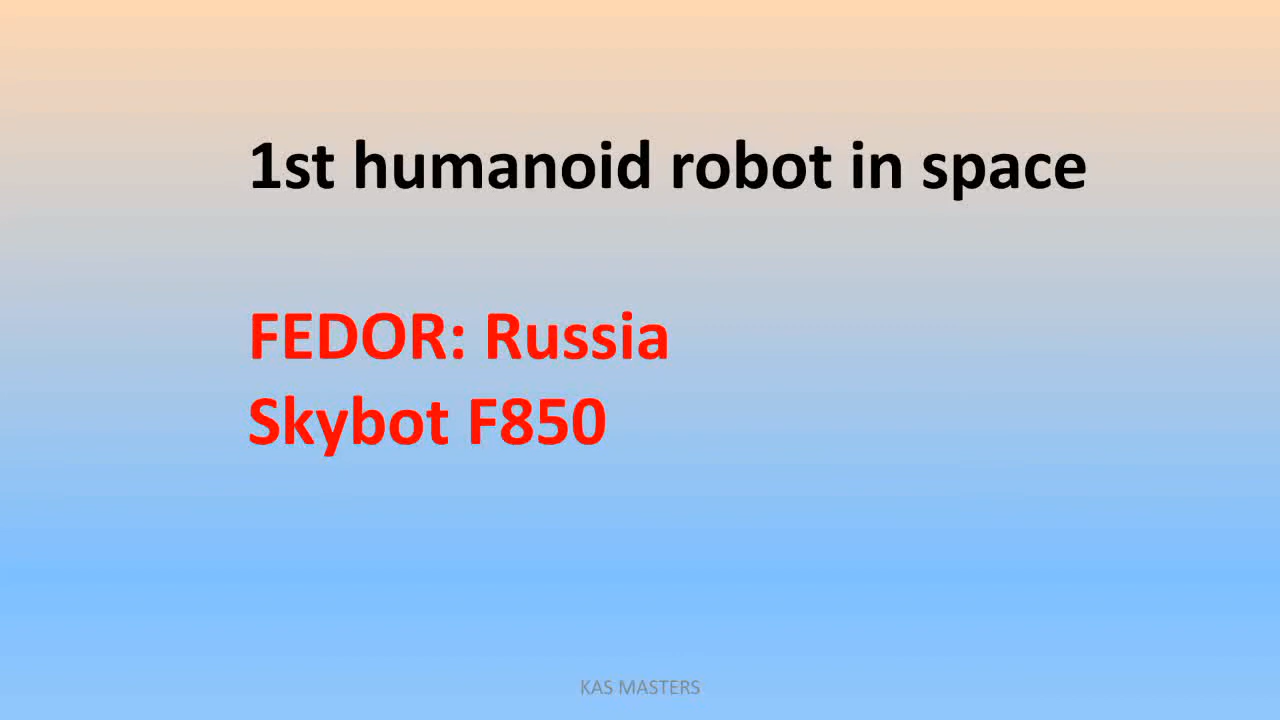 1st humanoid robot in space
FEDOR: Russia
Skybot F850
KAS MASTERS